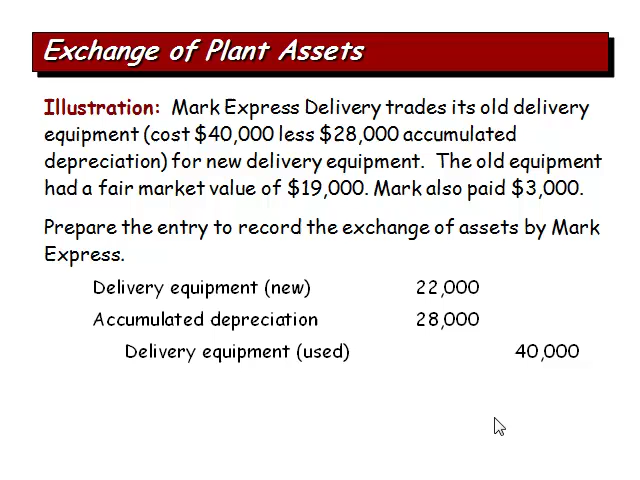 Exchange of Plant Assets
Illustration: Mark Express Delivery trades its old delivery
equipment (cost $40,000 less $28,000 accumulated
depreciation) for new delivery equipment. The old equipment
had a fair market value of $19,000. Mark also paid $3,000.
Prepare the entry to record the exchange of assets by Mark
Express.
Delivery equipment (new) 22,000
Accumulated depreciation 28,000
Delivery equipment (used) 40,000